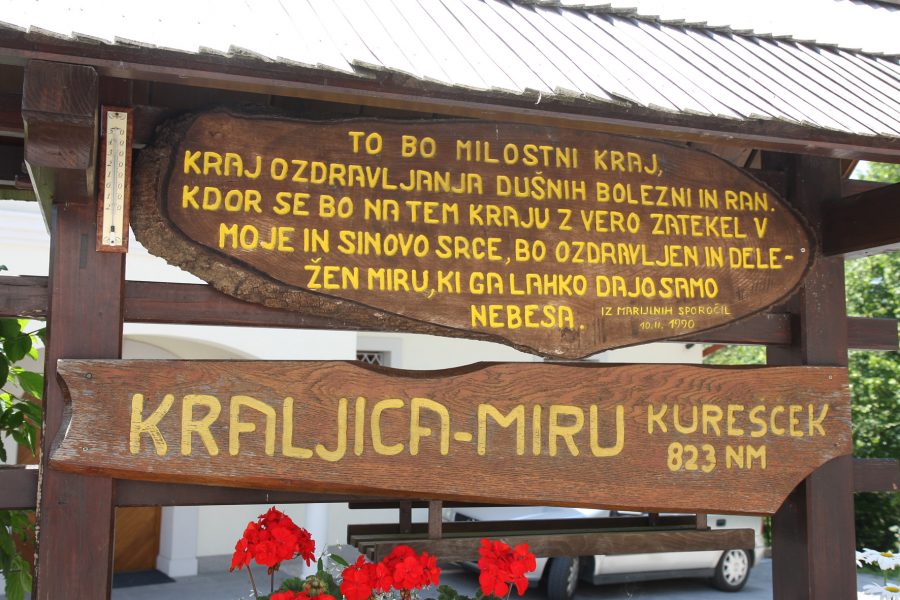 TO BO MILOSTNI KRAJ,
KRAJ OZDRAVLJANJA DUŠNIH BOLEZNI IN RAN.
KDOR SE BO NA TEM KRAJU Z VERO ZATEKEL V
MOJE IN SINOVO SRCE, BO OZDRAVLJEN IN DELE-
ŽEN MIRU, KI GA LAHKO DAJO SAMO
NEBESA.
IZ MARIJINIH SPOROČIL
10.11. 1990
KRALJICA-MIRU
KUREŠČEK
823 NM